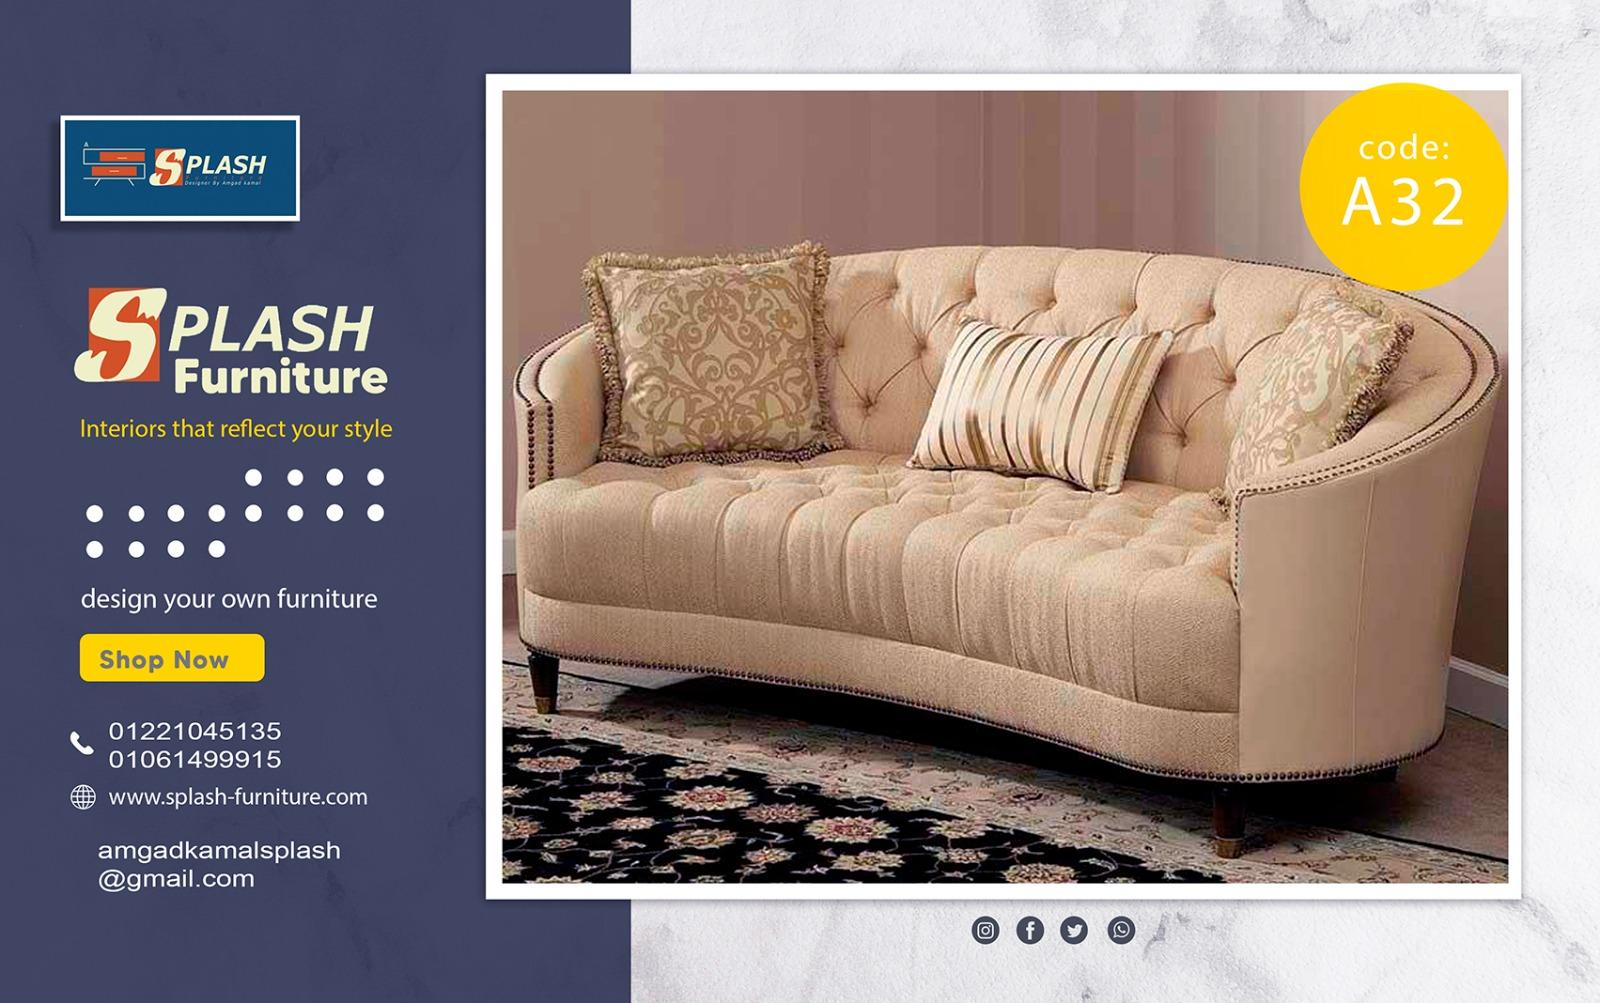 A
SPLASH
Furniture
Designer By Amgad kamal
SPLASH
Furniture
Interiors that reflect your style
design your own furniture
Shop Now
01221045135
01061499915
www.splash-furniture.com
amgadkamalsplash
@gmail.com
code:
A32